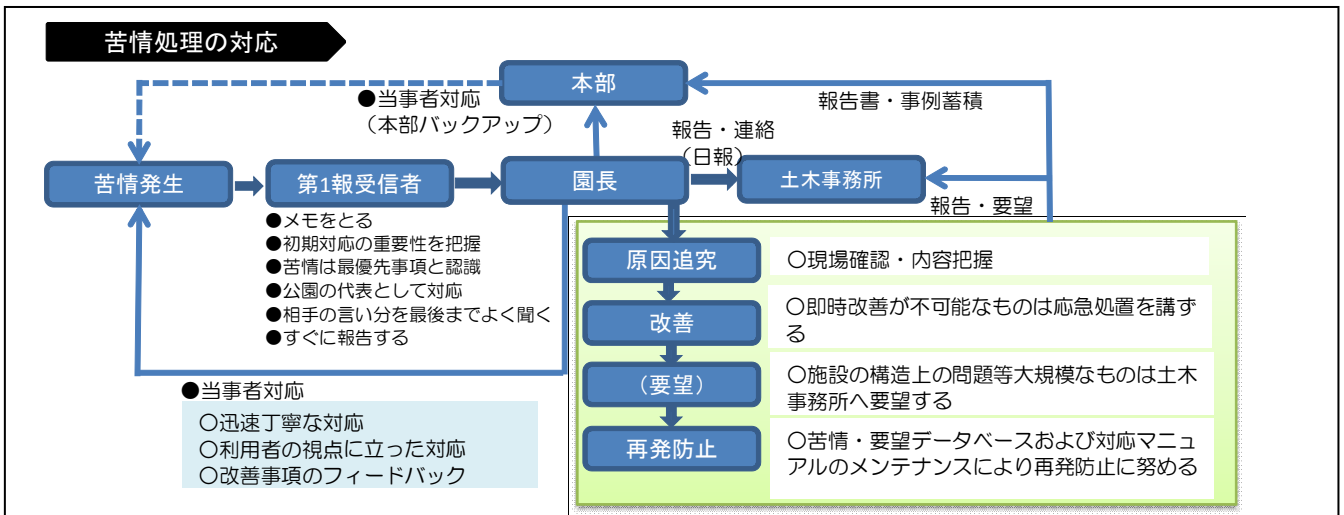 苦情処理の対応
本部
●当事者対応
（本部バックアップ）
報告書・事例蓄積
報告・連絡
（日報）
苦情発生
第1報受信者
園長
土木事務所
報告・要望
●メモをとる
●初期対応の重要性を把握
●苦情は最優先事項と認識
●公園の代表として対応
●相手の言い分を最後までよく聞く
●すぐに報告する
原因追究
〇現場確認・内容把握
改善
〇即時改善が不可能なものは応急処置を講ず
る
（要望）
〇施設の構造上の問題等大規模なものは土木
事務所へ要望する
再発防止
〇苦情・要望データベースおよび対応マニュ
アルのメンテナンスにより再発防止に努める
●当事者対応
〇迅速丁寧な対応
〇利用者の視点に立った対応
〇改善事項のフィードバック